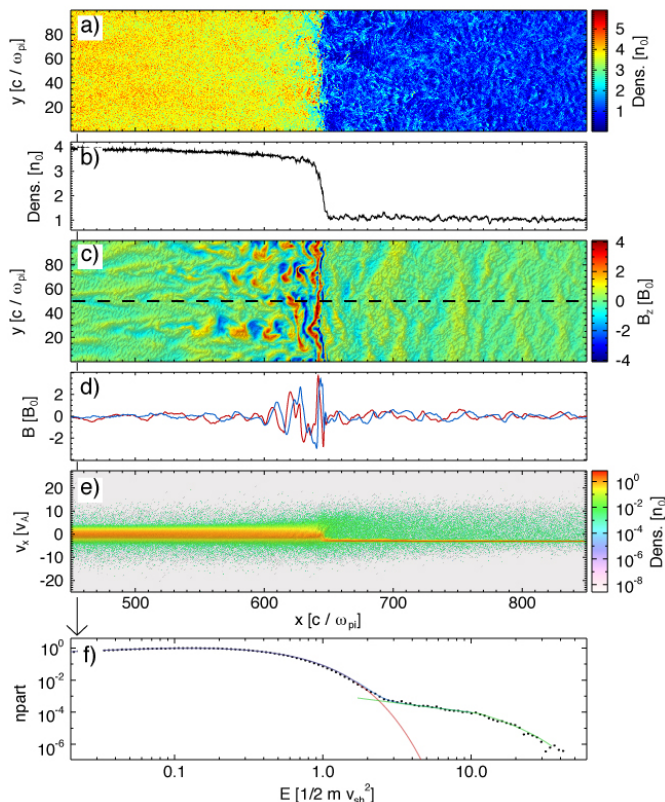 a)
80
60
40
20
y [c / ω_pi]
5
4
3
2
1
Dens. [n_0]
b)
4
3
2
1
Dens. [n_0]
c)
80
60
40
20
y [c / ω_pi]
4
2
0
-2
-4
B_z [B_0]
d)
2
0
-2
B [B_0]
e)
20
10
0
-10
-20
v_x [v_A]
10^0
10^-2
10^-4
10^-6
10^-8
Dens. [n_0]
500 600 700 800
x [c / ω_pi]
f)
10^0
10^-2
10^-4
10^-6
npart
0.1 1.0 10.0
E [1/2 m v_sh^2]